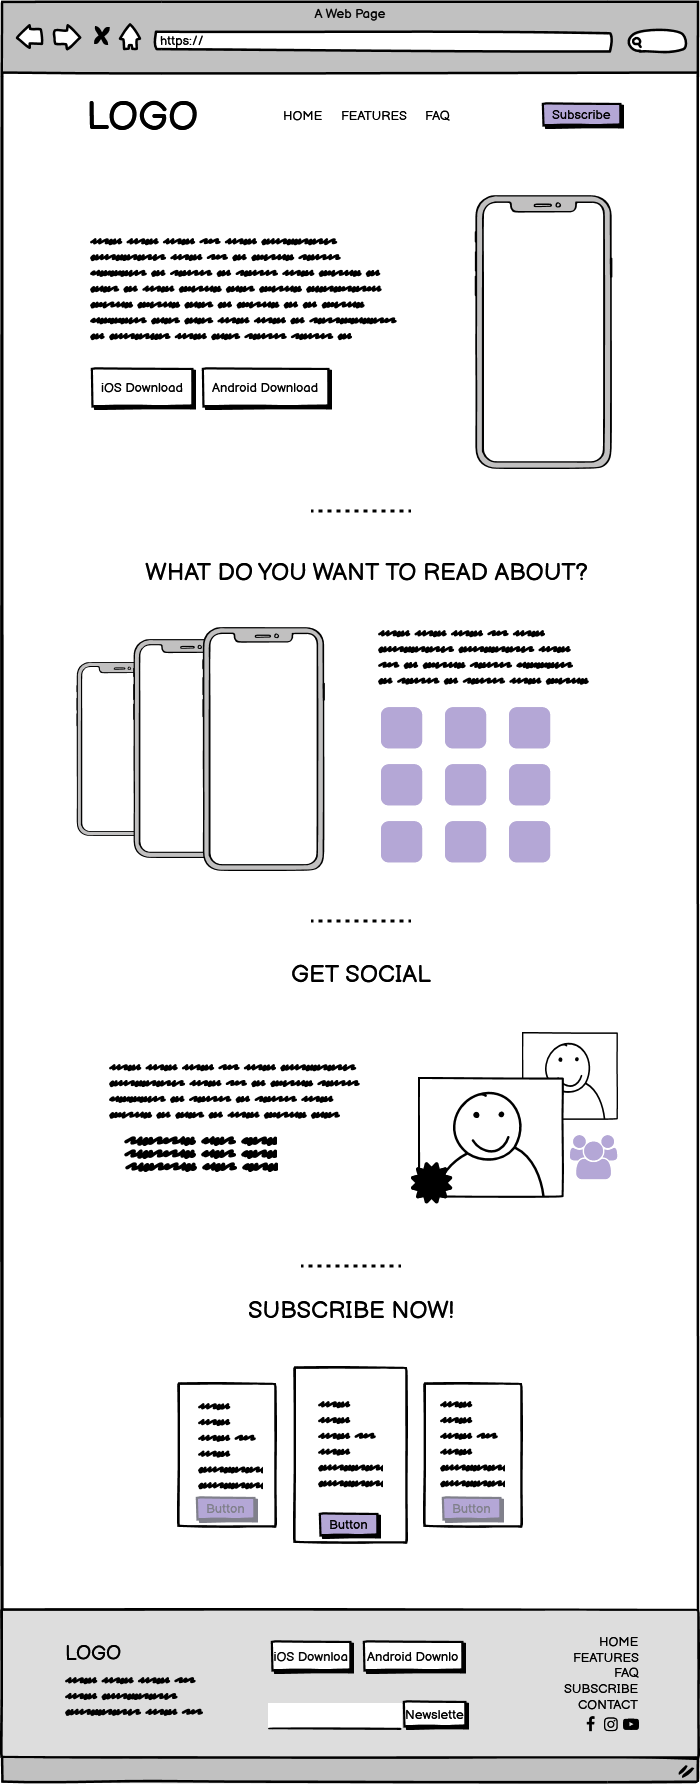 A Web Page
https://
LOGO
HOME FEATURES FAQ
Subscribe
iOS Download
Android Download
WHAT DO YOU WANT TO READ ABOUT?
GET SOCIAL
SUBSCRIBE NOW!
Button
Button
Button
LOGO
iOS Downloa
Android Downlo
Newslette
HOME
FEATURES
FAQ
SUBSCRIBE
CONTACT